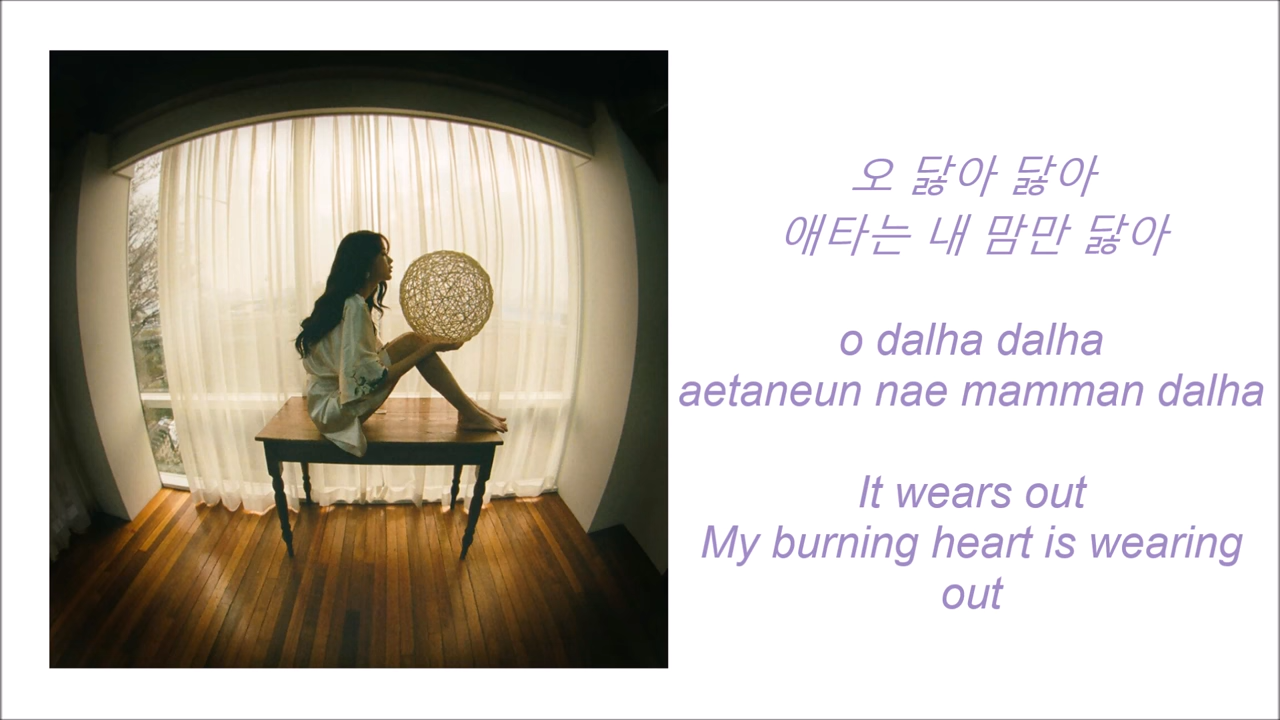 오 닳아 닳아
애타는 내 맘만 닳아
o dalha dalha
aetaneun nae mamman dalha
It wears out
My burning heart is wearing
out